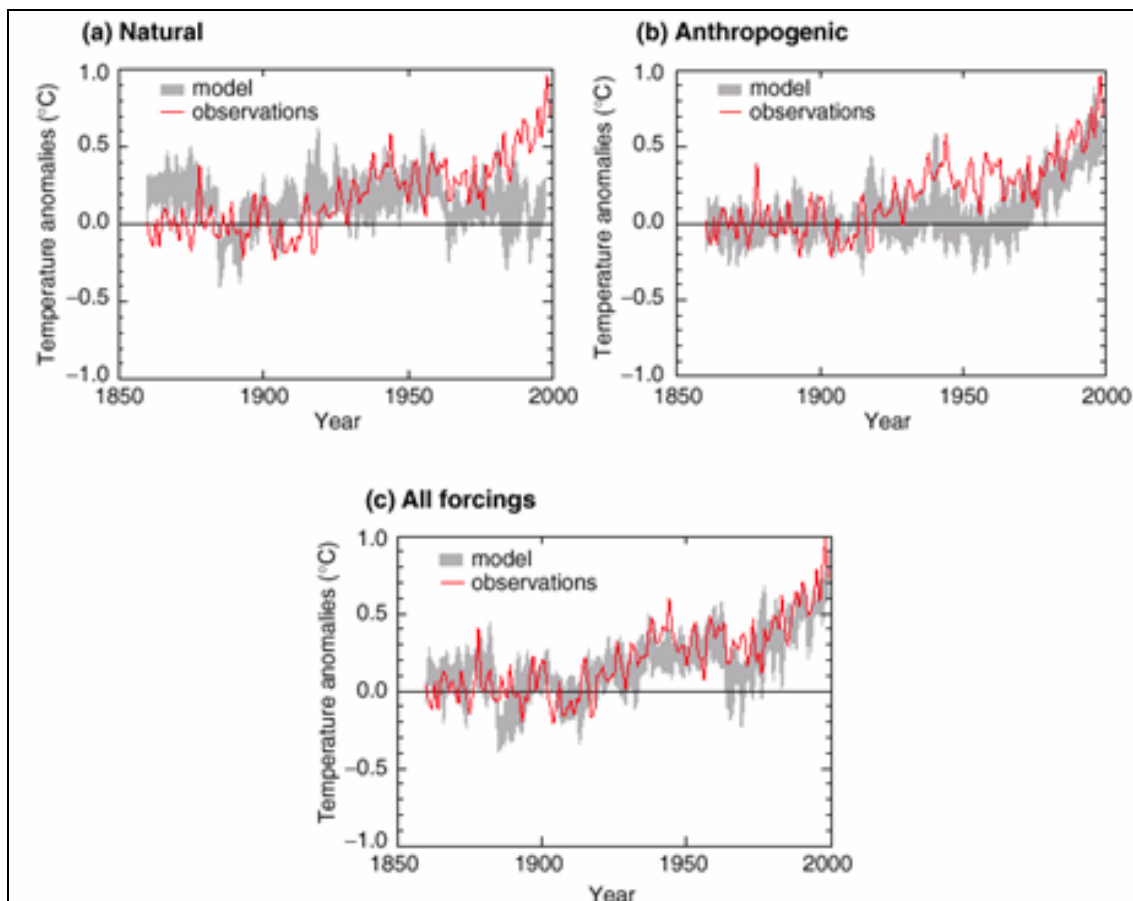 (a) Natural
1.0
0.5
0.0
−0.5
−1.0
Temperature anomalies (°C)
model
observations
1850
1900
1950
2000
Year
(b) Anthropogenic
1.0
0.5
0.0
−0.5
−1.0
Temperature anomalies (°C)
model
observations
1850
1900
1950
2000
Year
(c) All forcings
1.0
0.5
0.0
−0.5
−1.0
Temperature anomalies (°C)
model
observations
1850
1900
1950
2000
Year